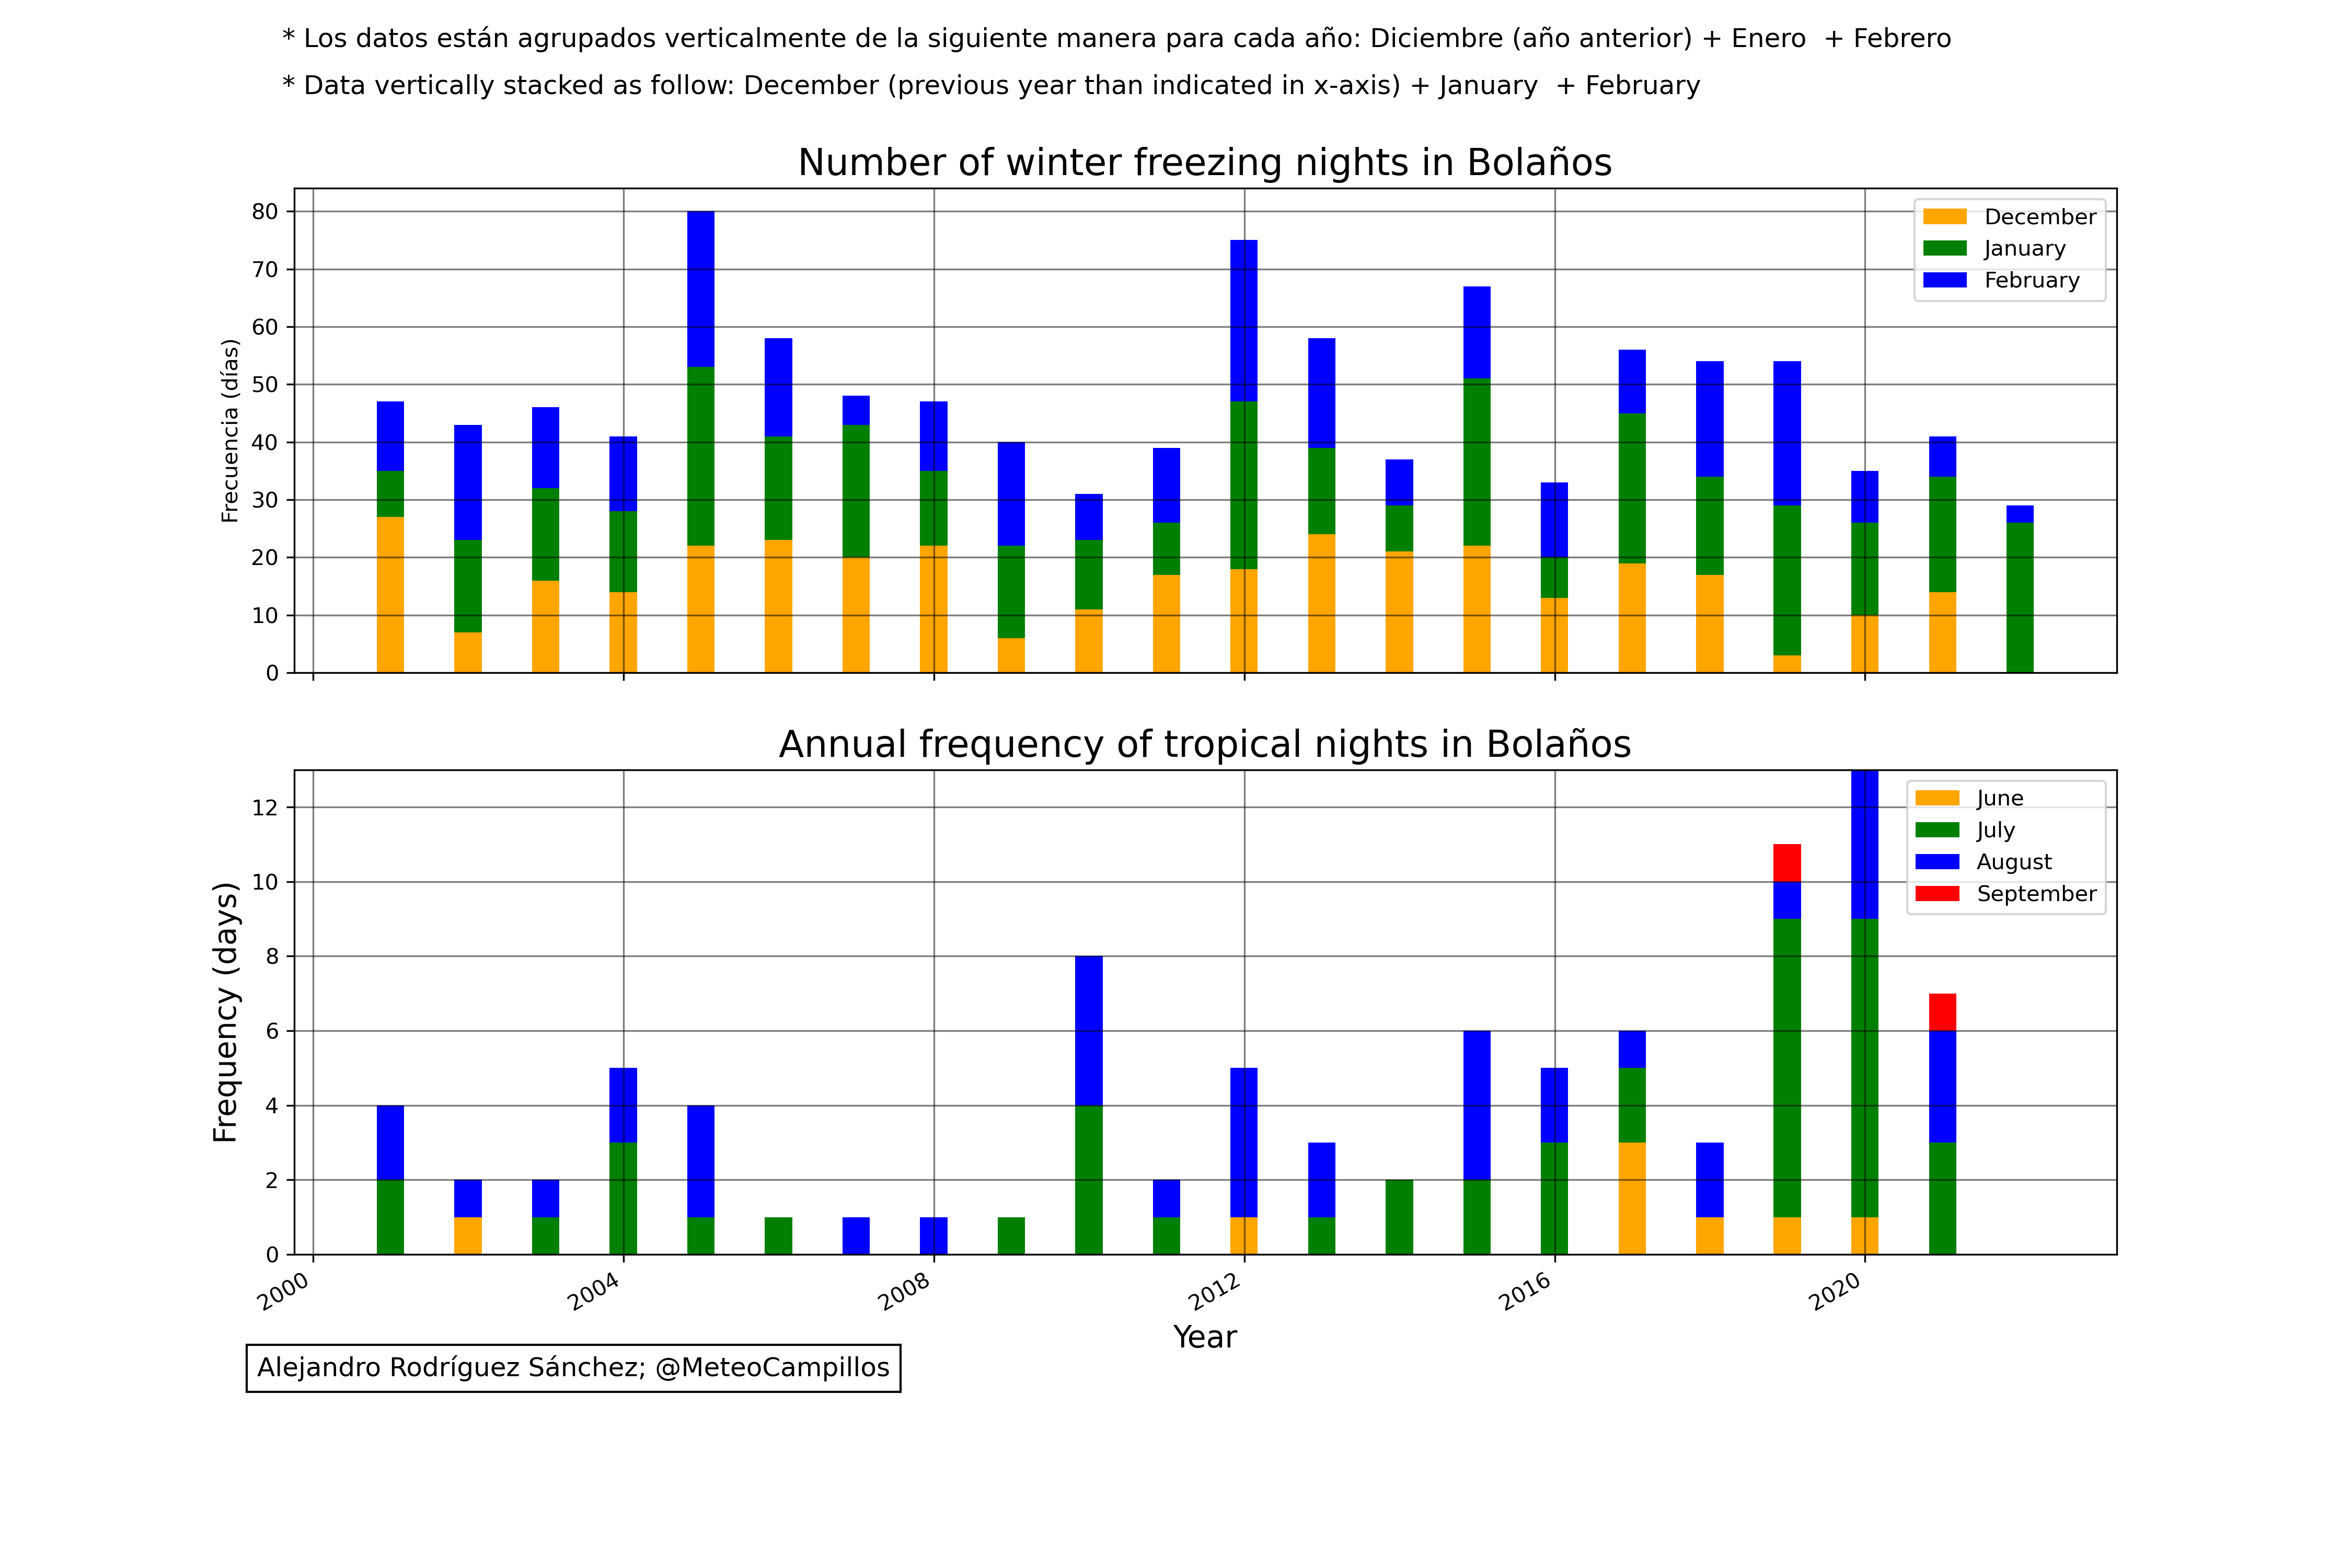 * Los datos están agrupados verticalmente de la siguiente manera para cada año: Diciembre (año anterior) + Enero  + Febrero
* Data vertically stacked as follow: December (previous year than indicated in x-axis) + January  + February
Number of winter freezing nights in Bolaños
Frecuencia (días)
80
70
60
50
40
30
20
10
0
December
January
February
Annual frequency of tropical nights in Bolaños
Frequency (days)
12
10
8
6
4
2
0
June
July
August
September
2000
2004
2008
2012
2016
2020
Year
Alejandro Rodríguez Sánchez; @MeteoCampillos